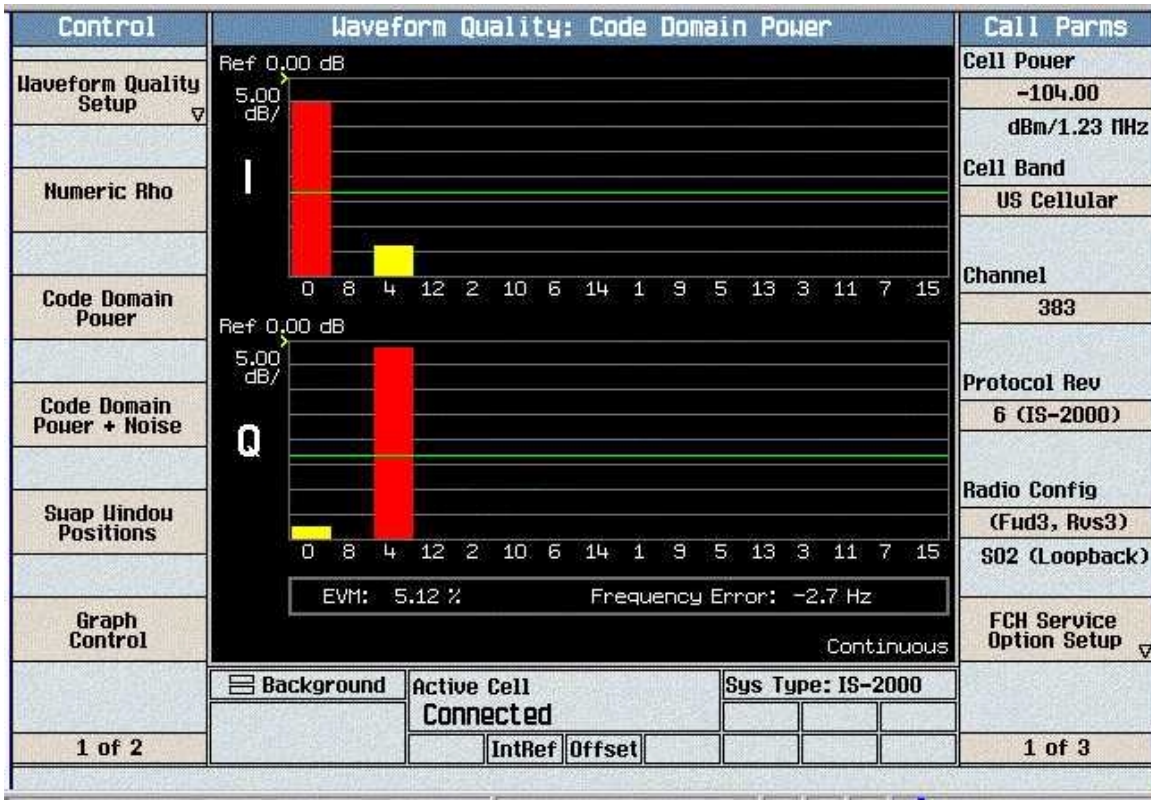 Control
Waveform Quality: Code Domain Power
Call Parms
Waveform Quality
Setup
Numeric Rho
Code Domain
Power
Code Domain
Power + Noise
Swap Window
Positions
Graph
Control
1 of 2
Ref 0.00 dB
5.00
dB/
I
0 8 4 12 2 10 6 14 1 9 5 13 3 11 7 15
Ref 0.00 dB
5.00
dB/
Q
0 8 4 12 2 10 6 14 1 9 5 13 3 11 7 15
EVM: 5.12 % Frequency Error: -2.7 Hz
Continuous
Background
Active Cell
Connected
Sys Type: IS-2000
IntRef Offset
Cell Power
-104.00
dBm/1.23 MHz
Cell Band
US Cellular
Channel
383
Protocol Rev
6 (IS-2000)
Radio Config
(Fwd3, Rvs3)
SO2 (Loopback)
FCH Service
Option Setup
1 of 3